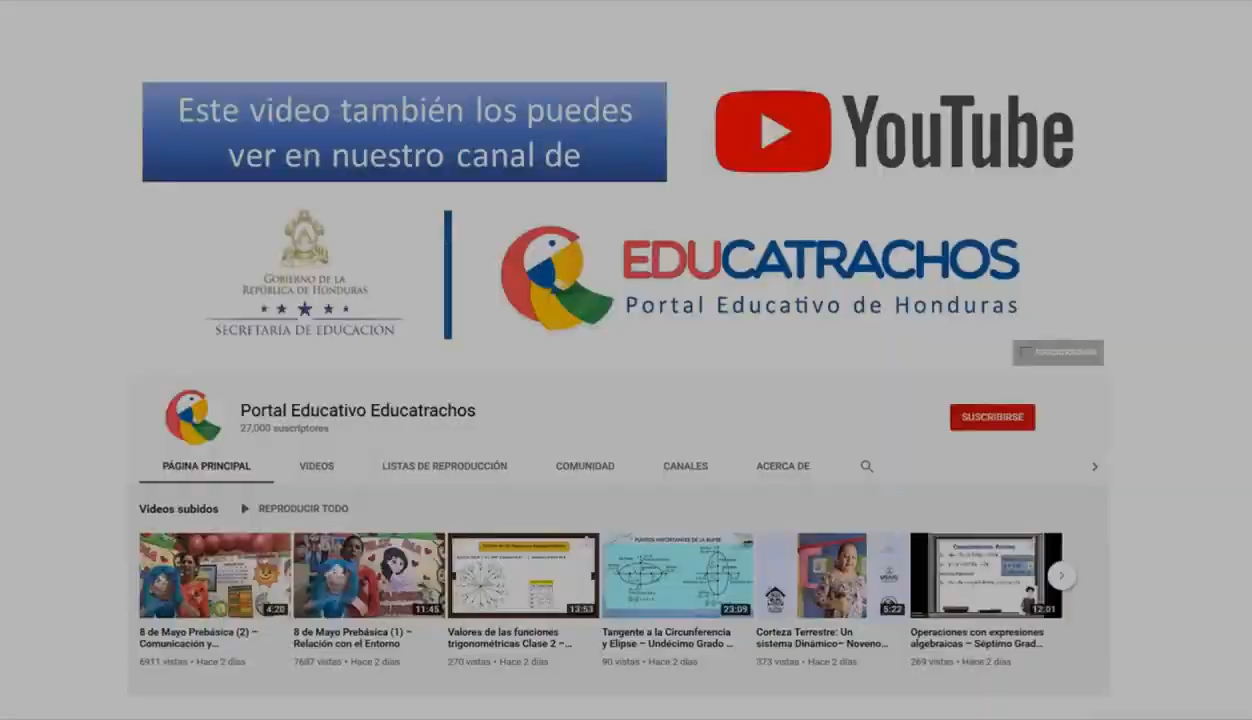 Este video también los puedes
ver en nuestro canal de
YouTube
GOBIERNO DE LA
REPÚBLICA DE HONDURAS
SECRETARÍA DE EDUCACIÓN
EDUCATRACHOS
Portal Educativo de Honduras
Portal Educativo Educatrachos
27,000 suscriptores
SUSCRIBIRSE
PÁGINA PRINCIPAL VIDEOS LISTAS DE REPRODUCCIÓN COMUNIDAD CANALES ACERCA DE
Videos subidos REPRODUCIR TODO
4:20 11:45 13:53 23:09 5:22 12:01
8 de Mayo Prebásica (2) –
Comunicación y...
6911 vistas • Hace 2 días
8 de Mayo Prebásica (1) –
Relación con el Entorno
7687 vistas • Hace 2 días
Valores de las funciones
trigonométricas Clase 2 –...
270 vistas • Hace 2 días
Tangente a la Circunferencia
y Elipse – Undécimo Grado ...
90 vistas • Hace 2 días
Corteza Terrestre: Un
sistema Dinámico– Noveno...
373 vistas • Hace 2 días
Operaciones con expresiones
algebraicas – Séptimo Grad...
269 vistas • Hace 2 días